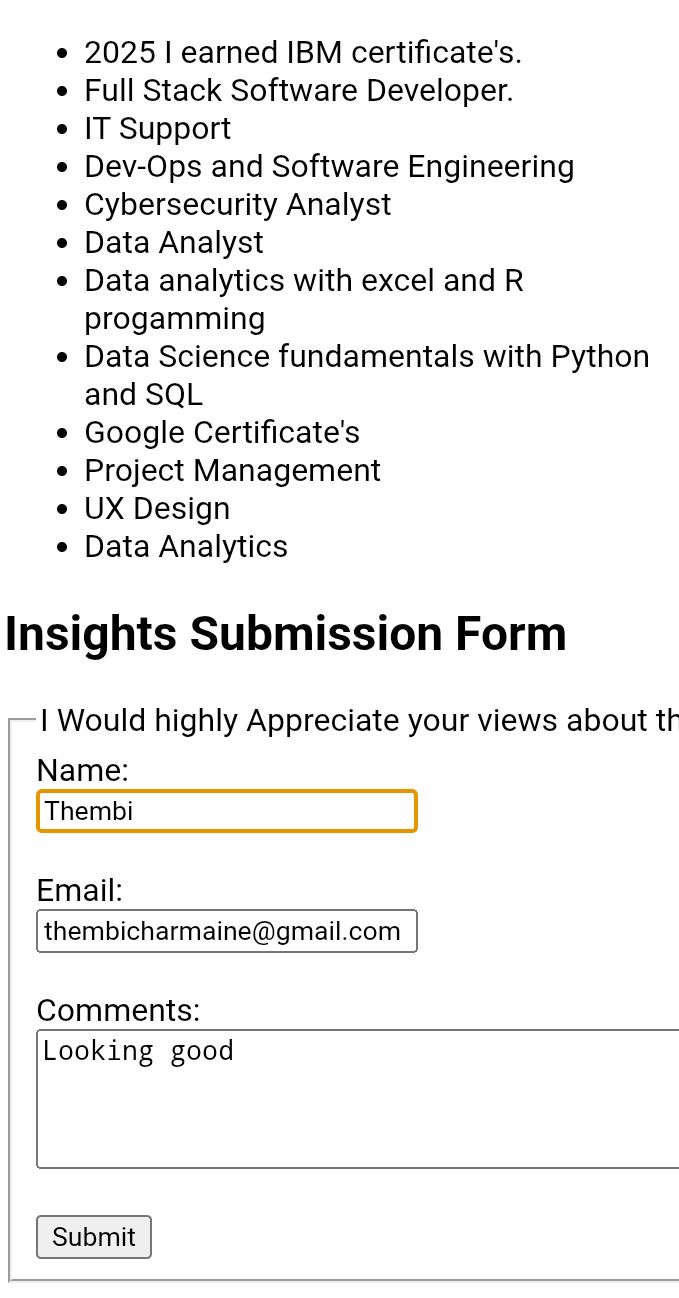 2025 I earned IBM certificate's.
Full Stack Software Developer.
IT Support
Dev-Ops and Software Engineering
Cybersecurity Analyst
Data Analyst
Data analytics with excel and R
progamming
Data Science fundamentals with Python
and SQL
Google Certificate's
Project Management
UX Design
Data Analytics
Insights Submission Form
I Would highly Appreciate your views about th
Name:
Thembi
Email:
thembicharmaine@gmail.com
Comments:
Looking good
Submit